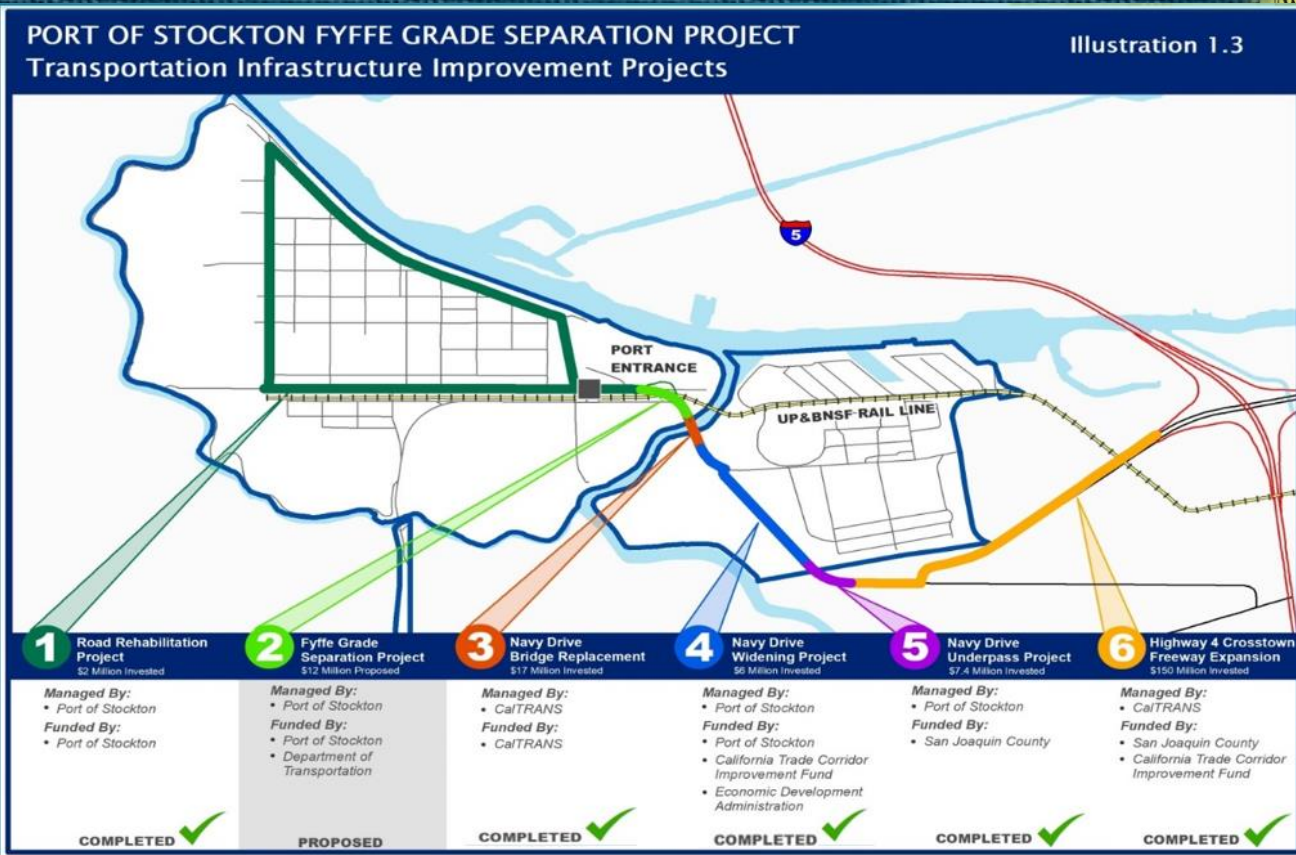 PORT OF STOCKTON FYFFE GRADE SEPARATION PROJECT
Transportation Infrastructure Improvement Projects
Illustration 1.3
5
PORT
ENTRANCE
UP&BNSF RAIL LINE
1
Road Rehabilitation
Project
$2 Million Invested
Managed By:
• Port of Stockton
Funded By:
• Port of Stockton
COMPLETED
2
Fyffe Grade
Separation Project
$12 Million Proposed
Managed By:
• Port of Stockton
Funded By:
• Port of Stockton
• Department of
Transportation
PROPOSED
3
Navy Drive
Bridge Replacement
$17 Million Invested
Managed By:
• CalTRANS
Funded By:
• CalTRANS
COMPLETED
4
Navy Drive
Widening Project
$6 Million Invested
Managed By:
• Port of Stockton
Funded By:
• Port of Stockton
• California Trade Corridor
Improvement Fund
• Economic Development
Administration
COMPLETED
5
Navy Drive
Underpass Project
$7.4 Million Invested
Managed By:
• Port of Stockton
Funded By:
• San Joaquin County
COMPLETED
6
Highway 4 Crosstown
Freeway Expansion
$150 Million Invested
Managed By:
• CalTRANS
Funded By:
• San Joaquin County
• California Trade Corridor
Improvement Fund
COMPLETED